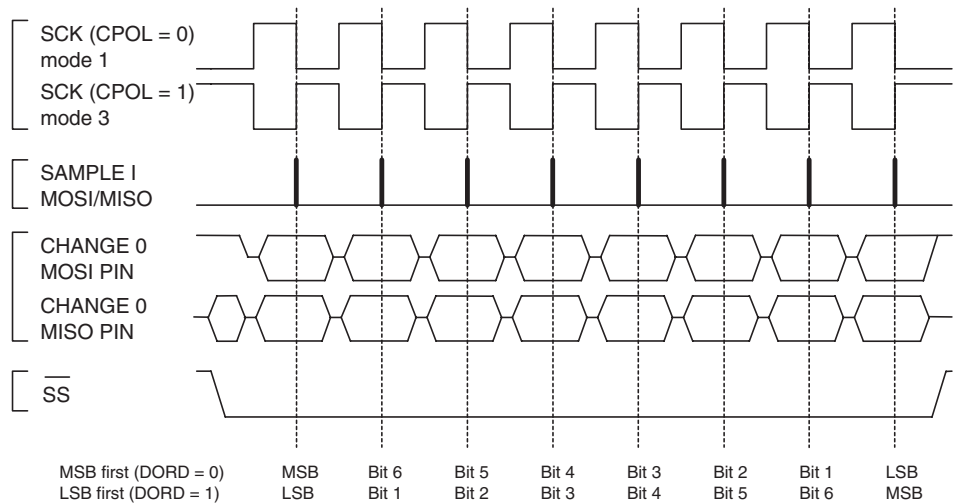 SCK (CPOL = 0)
mode 1
SCK (CPOL = 1)
mode 3
SAMPLE I
MOSI/MISO
CHANGE 0
MOSI PIN
CHANGE 0
MISO PIN
SS
MSB first (DORD = 0) MSB Bit 6 Bit 5 Bit 4 Bit 3 Bit 2 Bit 1 LSB
LSB first (DORD = 1) LSB Bit 1 Bit 2 Bit 3 Bit 4 Bit 5 Bit 6 MSB